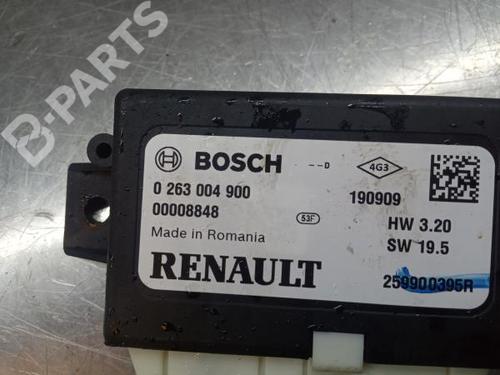 B-PARTS
BOSCH --D 4G3
0 263 004 900 190909
00008848 53F HW 3.20
Made in Romania SW 19.5
RENAULT 259900395R